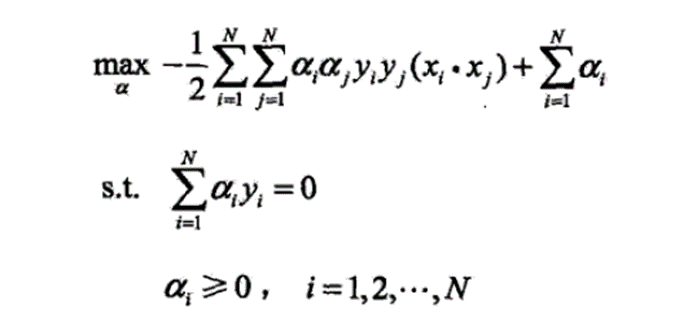 max_α −1/2 ∑_{i=1}^{N} ∑_{j=1}^{N} α_i α_j y_i y_j (x_i • x_j) + ∑_{i=1}^{N} α_i
s.t. ∑_{i=1}^{N} α_i y_i = 0
α_i ⩾ 0， i = 1,2,⋯,N